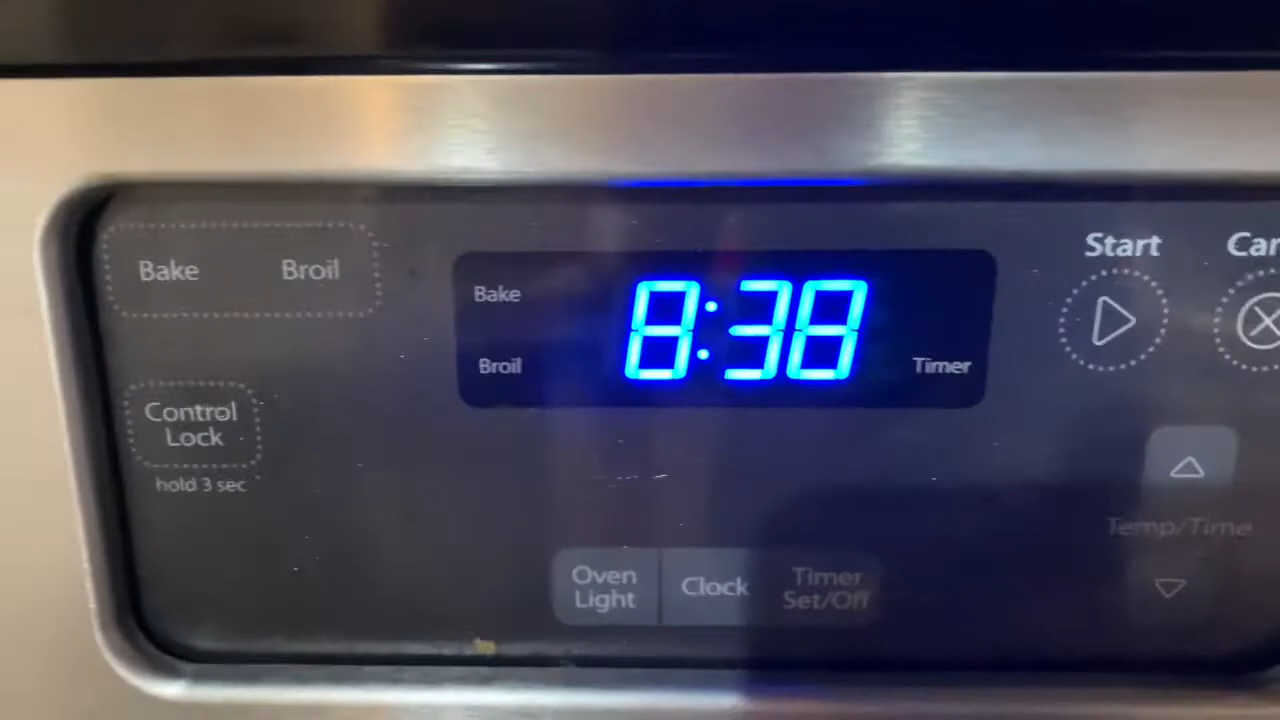 Bake Broil
Control
Lock
hold 3 sec
Bake
Broil
8:38
Timer
Start
Oven
Light
Clock
Timer
Set/Off
Temp/Time